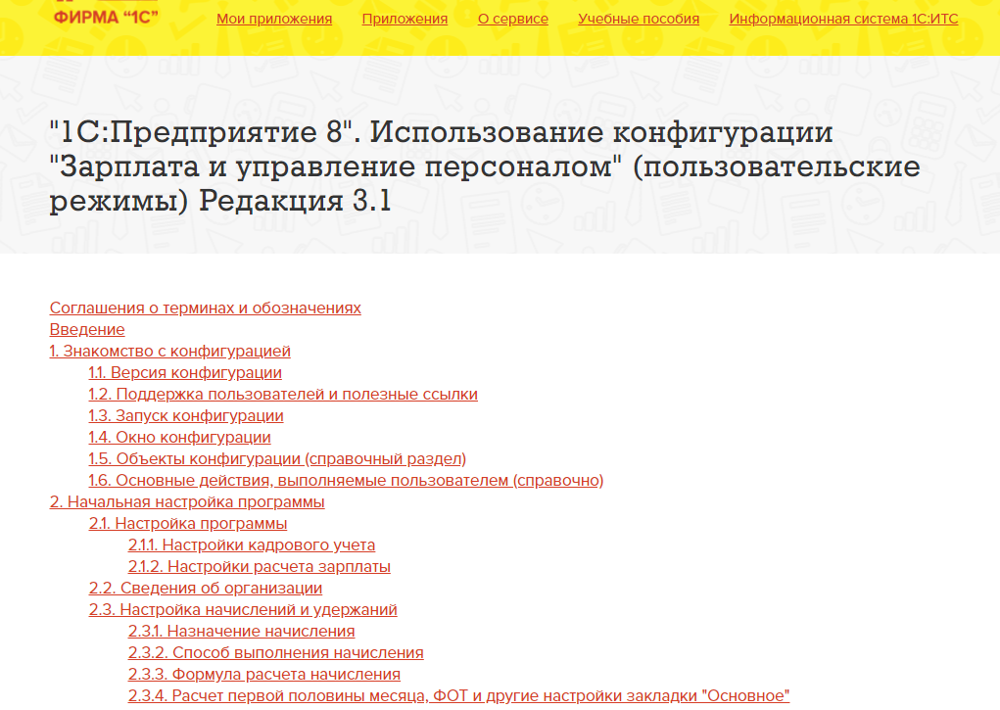 ФИРМА “1С”
Мои приложения Приложения О сервисе Учебные пособия Информационная система 1С:ИТС
"1С:Предприятие 8". Использование конфигурации
"Зарплата и управление персоналом" (пользовательские
режимы) Редакция 3.1
Соглашения о терминах и обозначениях
Введение
1. Знакомство с конфигурацией
1.1. Версия конфигурации
1.2. Поддержка пользователей и полезные ссылки
1.3. Запуск конфигурации
1.4. Окно конфигурации
1.5. Объекты конфигурации (справочный раздел)
1.6. Основные действия, выполняемые пользователем (справочно)
2. Начальная настройка программы
2.1. Настройка программы
2.1.1. Настройки кадрового учета
2.1.2. Настройки расчета зарплаты
2.2. Сведения об организации
2.3. Настройка начислений и удержаний
2.3.1. Назначение начисления
2.3.2. Способ выполнения начисления
2.3.3. Формула расчета начисления
2.3.4. Расчет первой половины месяца, ФОТ и другие настройки закладки "Основное"